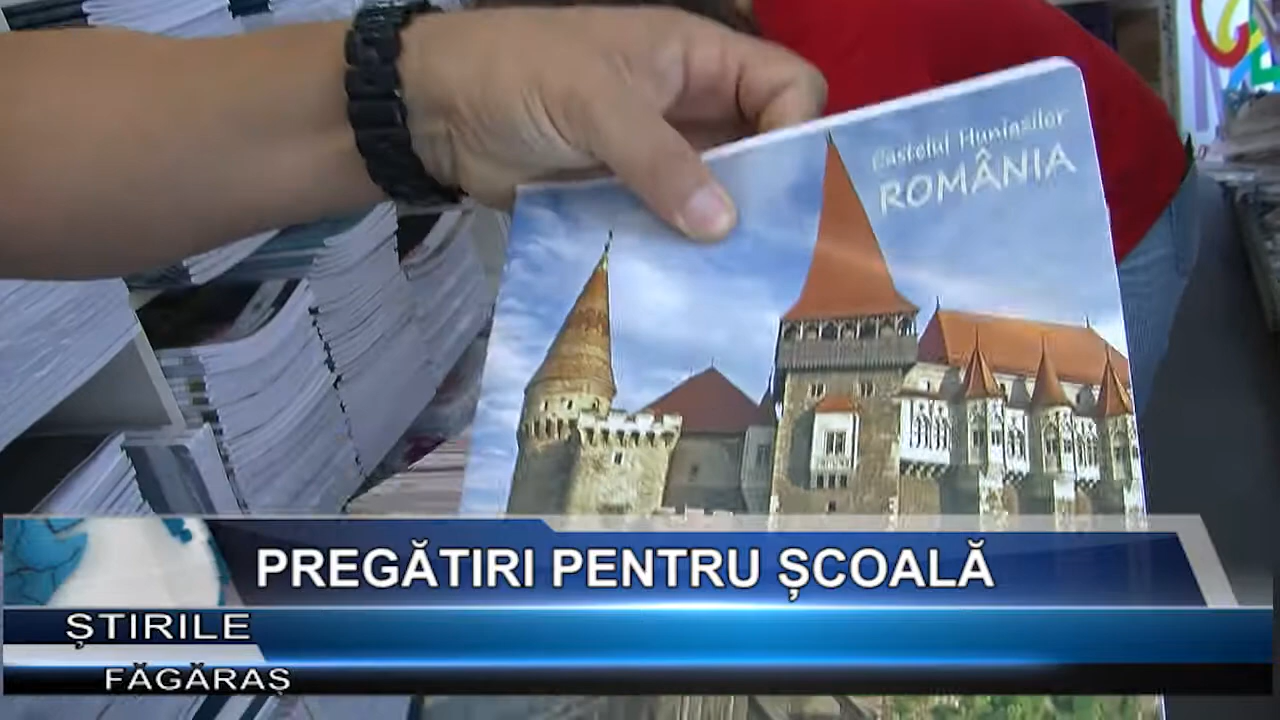 Castelul Huniazilor
ROMÂNIA
PREGĂTIRI PENTRU ȘCOALĂ
ȘTIRILE
FĂGĂRAȘ